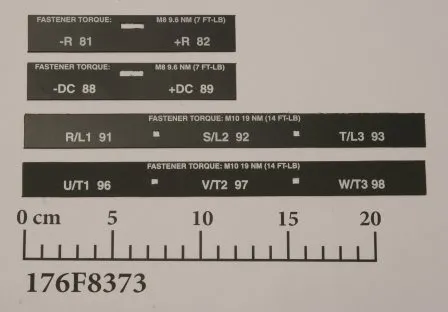 FASTENER TORQUE: M6 9.6 NM (7 FT-LB)
-R 81 +R 82
FASTENER TORQUE: M6 9.6 NM (7 FT-LB)
-DC 88 +DC 89
FASTENER TORQUE: M10 19 NM (14 FT-LB)
R/L1 91 S/L2 92 T/L3 93
FASTENER TORQUE: M10 19 NM (14 FT-LB)
U/T1 96 V/T2 97 W/T3 98
0 cm 5 10 15 20
176F8373